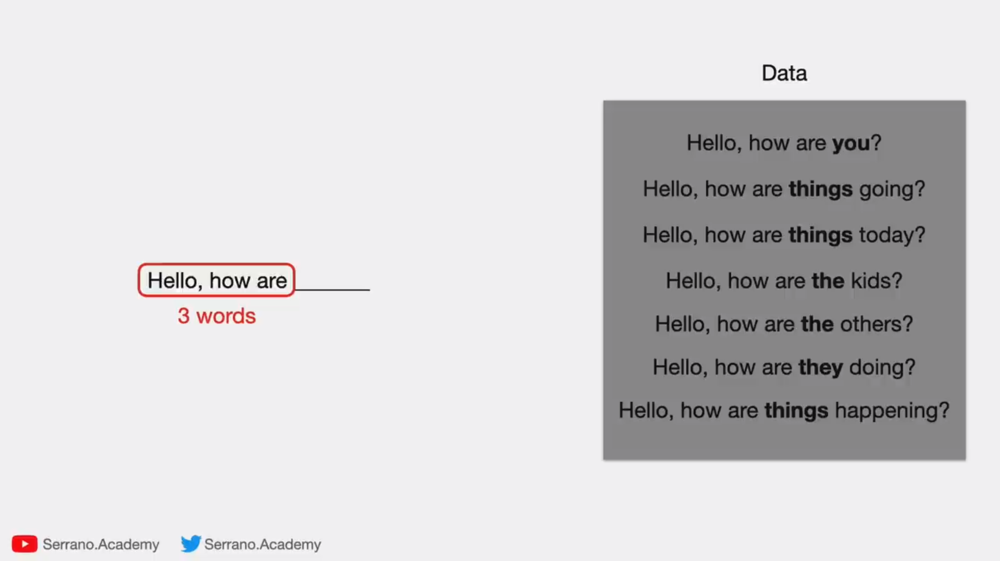 Data
Hello, how are you?
Hello, how are things going?
Hello, how are things today?
Hello, how are the kids?
Hello, how are the others?
Hello, how are they doing?
Hello, how are things happening?
Hello, how are
3 words
Serrano.Academy
Serrano.Academy